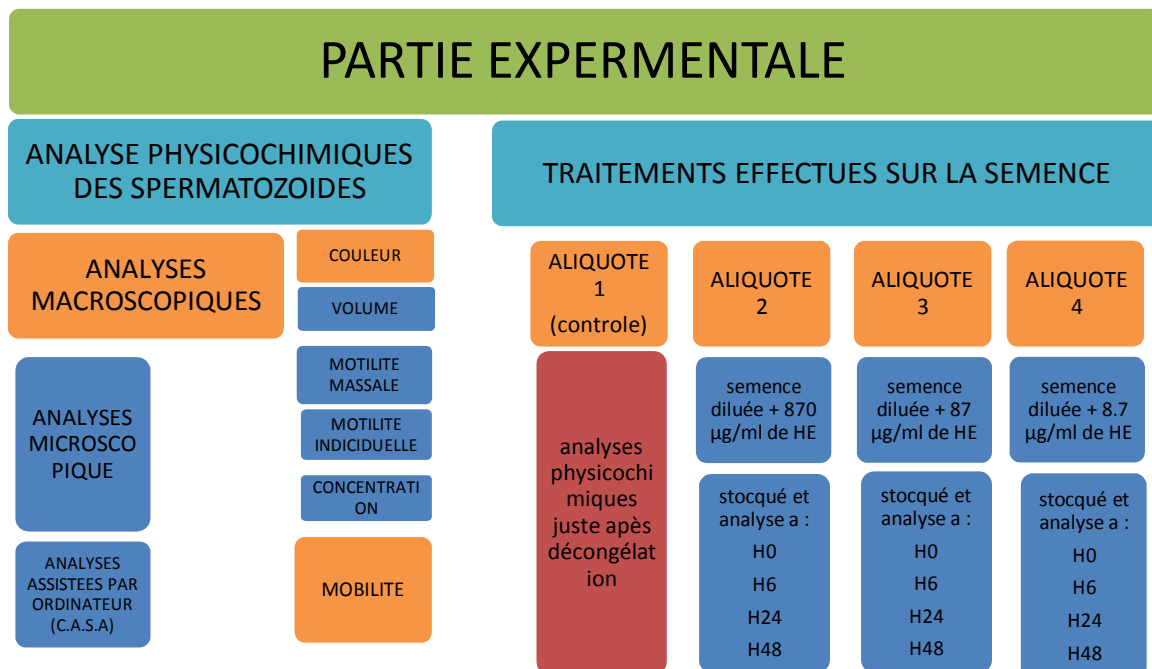 PARTIE EXPERMENTALE
ANALYSE PHYSICOCHIMIQUES
DES SPERMATOZOIDES
ANALYSES
MACROSCOPIQUES
COULEUR
VOLUME
ANALYSES
MICROSCO
PIQUE
MOTILITE
MASSALE
MOTILITE
INDICIDUELLE
CONCENTRATI
ON
ANALYSES
ASSISTEES PAR
ORDINATEUR
(C.A.S.A)
MOBILITE
TRAITEMENTS EFFECTUES SUR LA SEMENCE
ALIQUOTE
1
(controle)
analyses
physicochi
miques
juste apès
décongélat
ion
ALIQUOTE
2
semence
diluée + 870
µg/ml de HE
stocqué et
analyse a :
H0
H6
H24
H48
ALIQUOTE
3
semence
diluée + 87
µg/ml de HE
stocqué et
analyse a :
H0
H6
H24
H48
ALIQUOTE
4
semence
diluée + 8.7
µg/ml de HE
stocqué et
analyse a :
H0
H6
H24
H48